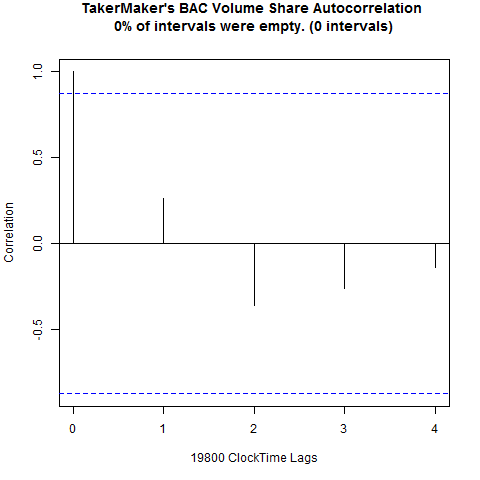 TakerMaker's BAC Volume Share Autocorrelation
0% of intervals were empty. (0 intervals)
1.0
0.5
0.0
-0.5
Correlation
0 1 2 3 4
19800 ClockTime Lags